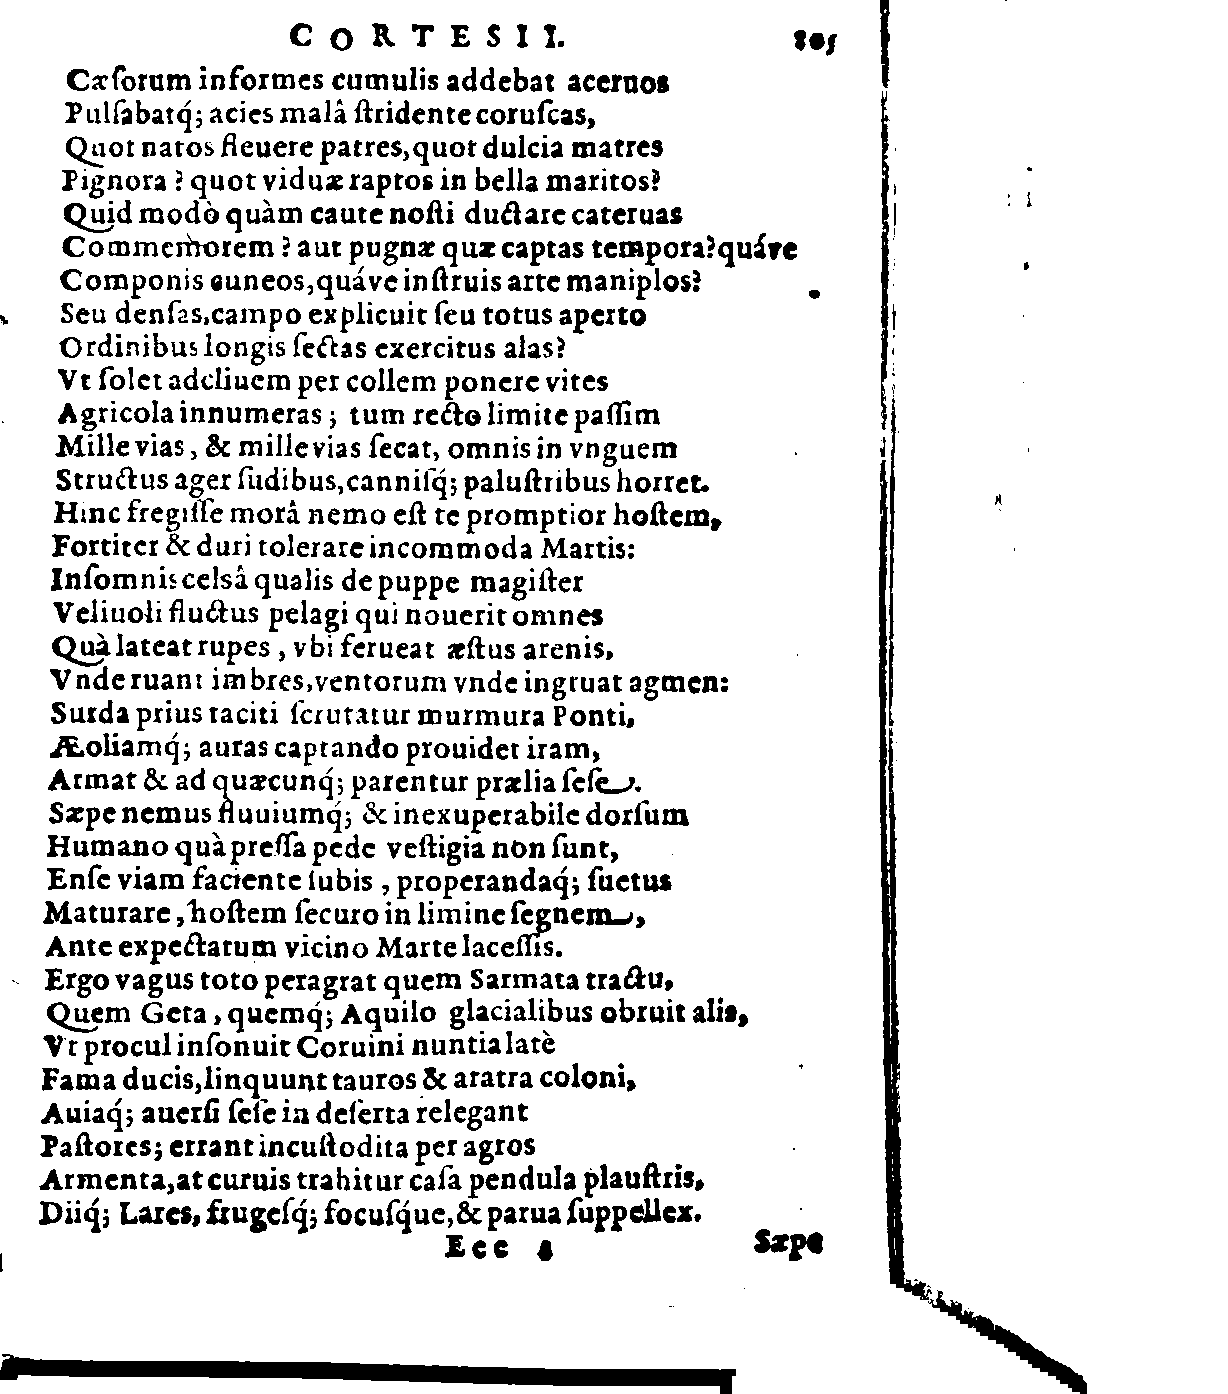 CORTESII. 805
Cæſorum informes cumulis addebat aceruos
Pulſabatq́; acies malâ ſtridente coruſcas,
Quot natos fleuere patres, quot dulcia matres
Pignora? quot viduæ raptos in bella maritos?
Quid modò quàm caute noſti ductare cateruas
Commemorem? aut pugnæ quæ captas tempora? quáve
Componis cuneos, quáve inſtruis arte maniplos?
Seu denſas, campo explicuit ſeu totus aperto
Ordinibus longis ſectas exercitus alas?
Vt ſolet adcliuem per collem ponere vites
Agricola innumeras; tum recto limite paſſim
Mille vias, & mille vias ſecat, omnis in vnguem
Structus ager ſudibus, canniſq́; paluſtribus horret.
Hinc fregiſſe morâ nemo eſt te promptior hoſtem,
Fortiter & duri tolerare incommoda Martis:
Inſomnis celsâ qualis de puppe magiſter
Veliuoli fluctus pelagi qui nouerit omnes
Quà lateat rupes, vbi ferueat æſtus arenis,
Vnde ruant imbres, ventorum vnde ingruat agmen:
Surda prius taciti ſcrutatur murmura Ponti,
Æoliamq́; auras captando prouidet iram,
Armat & ad quæcunq́; parentur prælia ſeſe.
Sæpe nemus fluuiumq́; & inexuperabile dorſum
Humano quà preſſa pede veſtigia non ſunt,
Enſe viam faciente ſubis, properandaq́; ſuetus
Maturare, hoſtem ſecuro in limine ſegnem,
Ante expectatum vicino Marte laceſſis.
Ergo vagus toto peragrat quem Sarmata tractu,
Quem Geta, quemq́; Aquilo glacialibus obruit alis,
Vt procul inſonuit Coruini nuntia latè
Fama ducis, linquunt tauros & aratra coloni,
Auiaq́; auerſi ſeſe in deſerta relegant
Paſtores; errant incuſtodita per agros
Armenta, at curuis trahitur caſa pendula plauſtris,
Diiq́; Lares, frugeſq́; focuſq́ue, & parua ſuppellex.
Eee 4 Sæpe